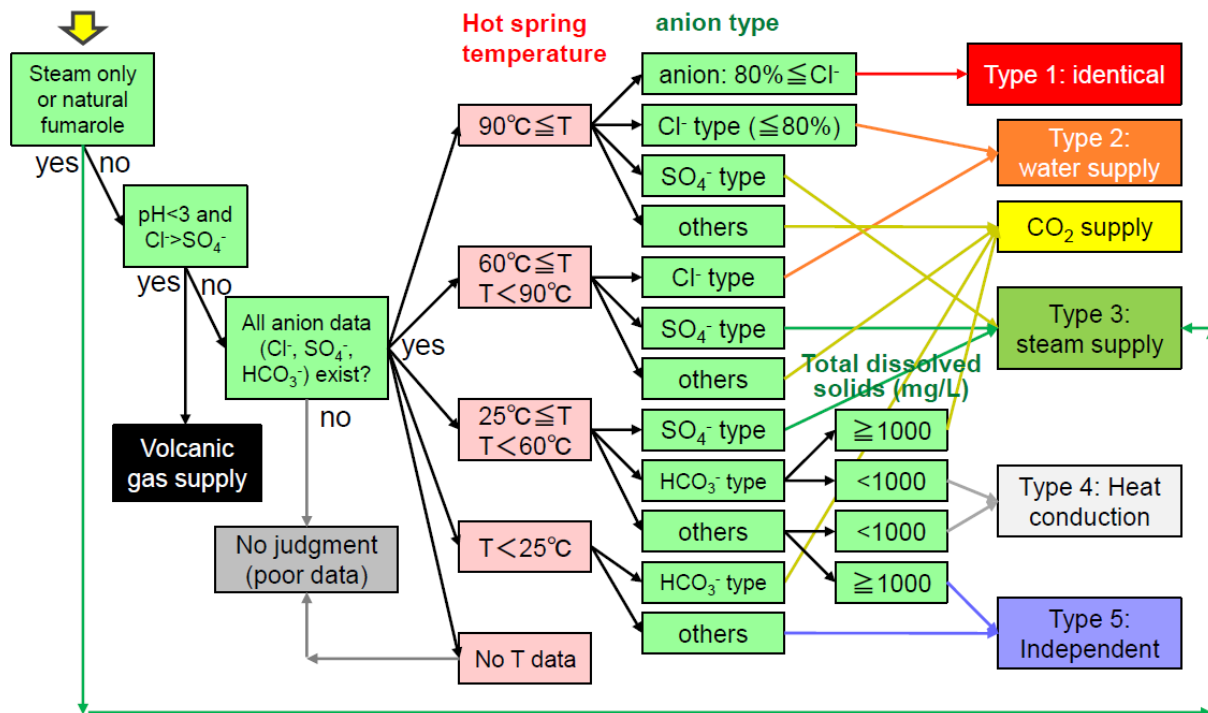 Hot spring
temperature
anion type
Steam only
or natural
fumarole
yes
no
pH<3 and
Cl->SO₄-
yes
no
All anion data
(Cl-, SO₄-,
HCO₃-) exist?
yes
no
Volcanic
gas supply
No judgment
(poor data)
90℃≦T
60℃≦T
T＜90℃
25℃≦T
T＜60℃
T＜25℃
No T data
anion: 80%≦Cl-
Cl- type (≦80%)
SO₄- type
others
Cl- type
SO₄- type
others
SO₄- type
HCO₃- type
others
HCO₃- type
others
Total dissolved
solids (mg/L)
≧1000
<1000
<1000
≧1000
Type 1: identical
Type 2:
water supply
CO₂ supply
Type 3:
steam supply
Type 4: Heat
conduction
Type 5:
Independent